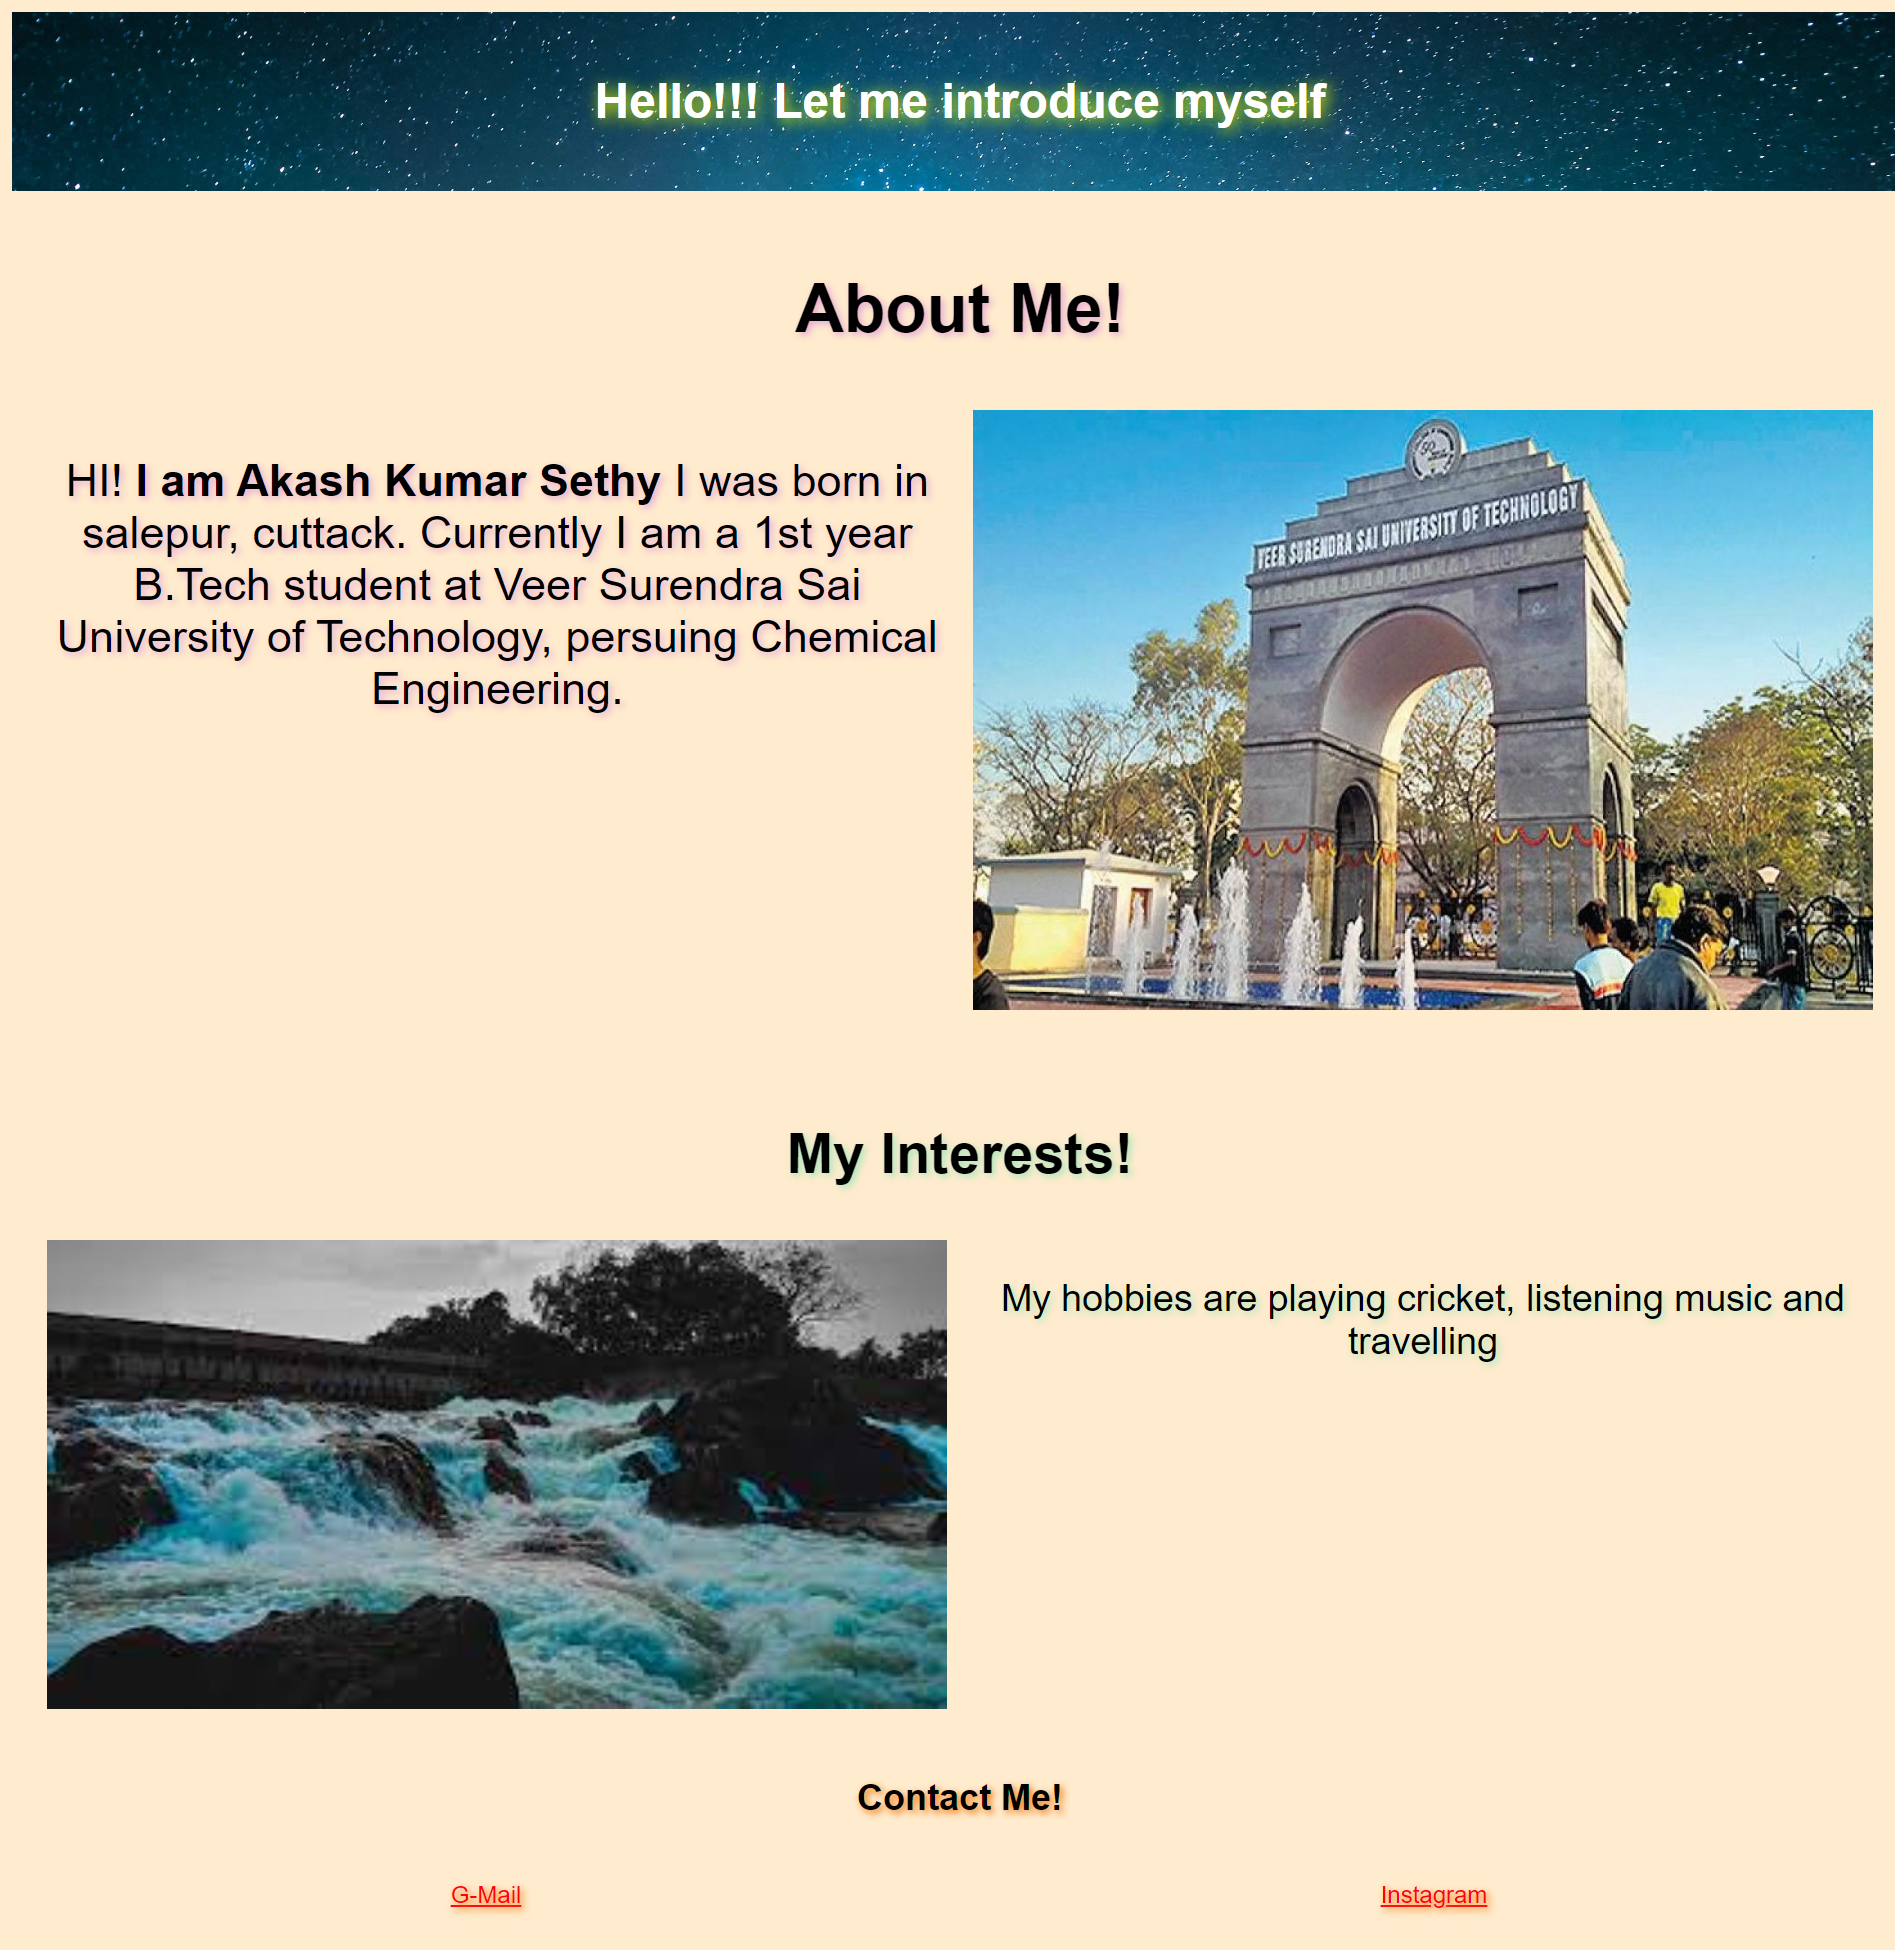 Hello!!! Let me introduce myself
About Me!
HI! I am Akash Kumar Sethy I was born in
salepur, cuttack. Currently I am a 1st year
B.Tech student at Veer Surendra Sai
University of Technology, persuing Chemical
Engineering.
VEER SURENDRA SAI UNIVERSITY OF TECHNOLOGY
My Interests!
My hobbies are playing cricket, listening music and
travelling
Contact Me!
G-Mail
Instagram